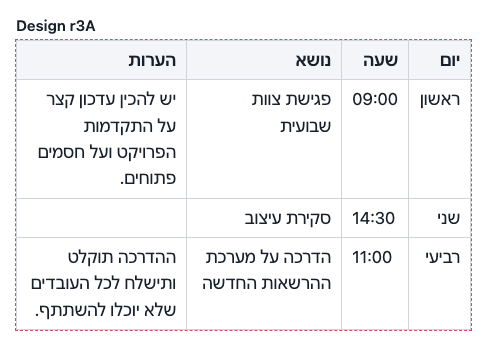 Design r3A
יום שעה נושא הערות
ראשון 09:00 פגישת צוות שבועית יש להכין עדכון קצר על התקדמות הפרויקט ועל חסמים פתוחים.
שני 14:30 סקירת עיצוב
רביעי 11:00 הדרכה על מערכת ההרשאות החדשה ההדרכה תוקלט ותישלח לכל העובדים שלא יוכלו להשתתף.